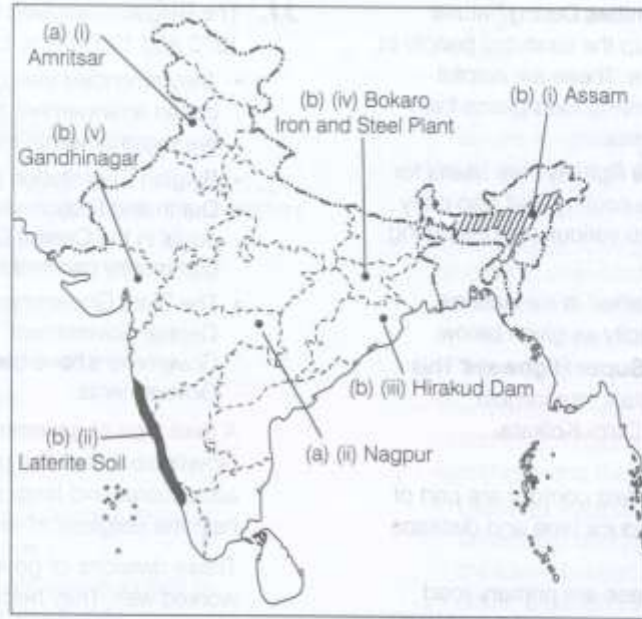 (a) (i)
Amritsar
(b) (v)
Gandhinagar
(b) (iv) Bokaro
Iron and Steel Plant
(b) (i) Assam
(b) (iii) Hirakud Dam
(a) (ii) Nagpur
(b) (ii)
Laterite Soil